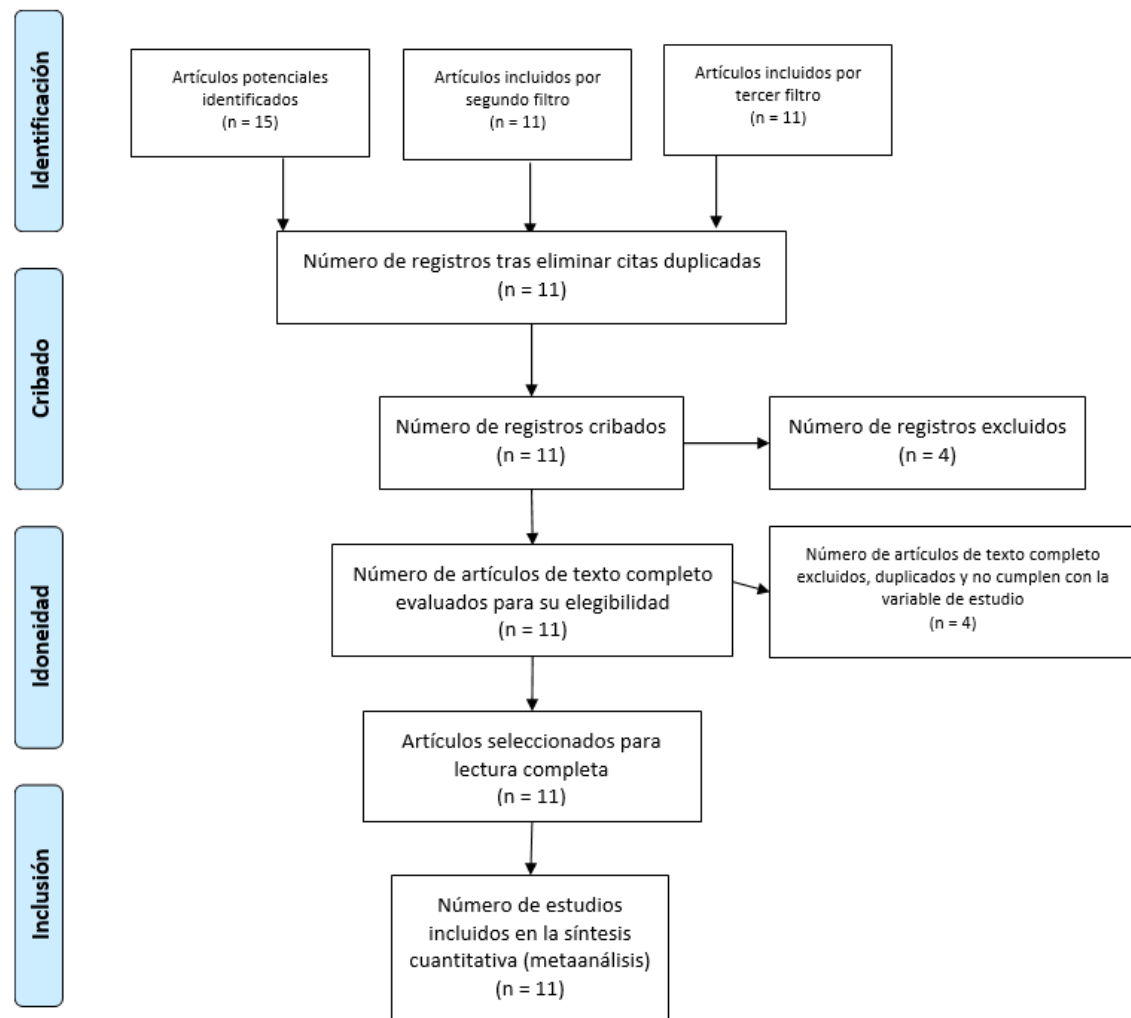 Identificación
Artículos potenciales
identificados
(n = 15)
Artículos incluidos por
segundo filtro
(n = 11)
Artículos incluidos por
tercer filtro
(n = 11)
Número de registros tras eliminar citas duplicadas
(n = 11)
Cribado
Número de registros cribados
(n = 11)
Número de registros excluidos
(n = 4)
Idoneidad
Número de artículos de texto completo
evaluados para su elegibilidad
(n = 11)
Número de artículos de texto completo
excluidos, duplicados y no cumplen con la
variable de estudio
(n = 4)
Artículos seleccionados para
lectura completa
(n = 11)
Inclusión
Número de estudios
incluidos en la síntesis
cuantitativa (metaanálisis)
(n = 11)